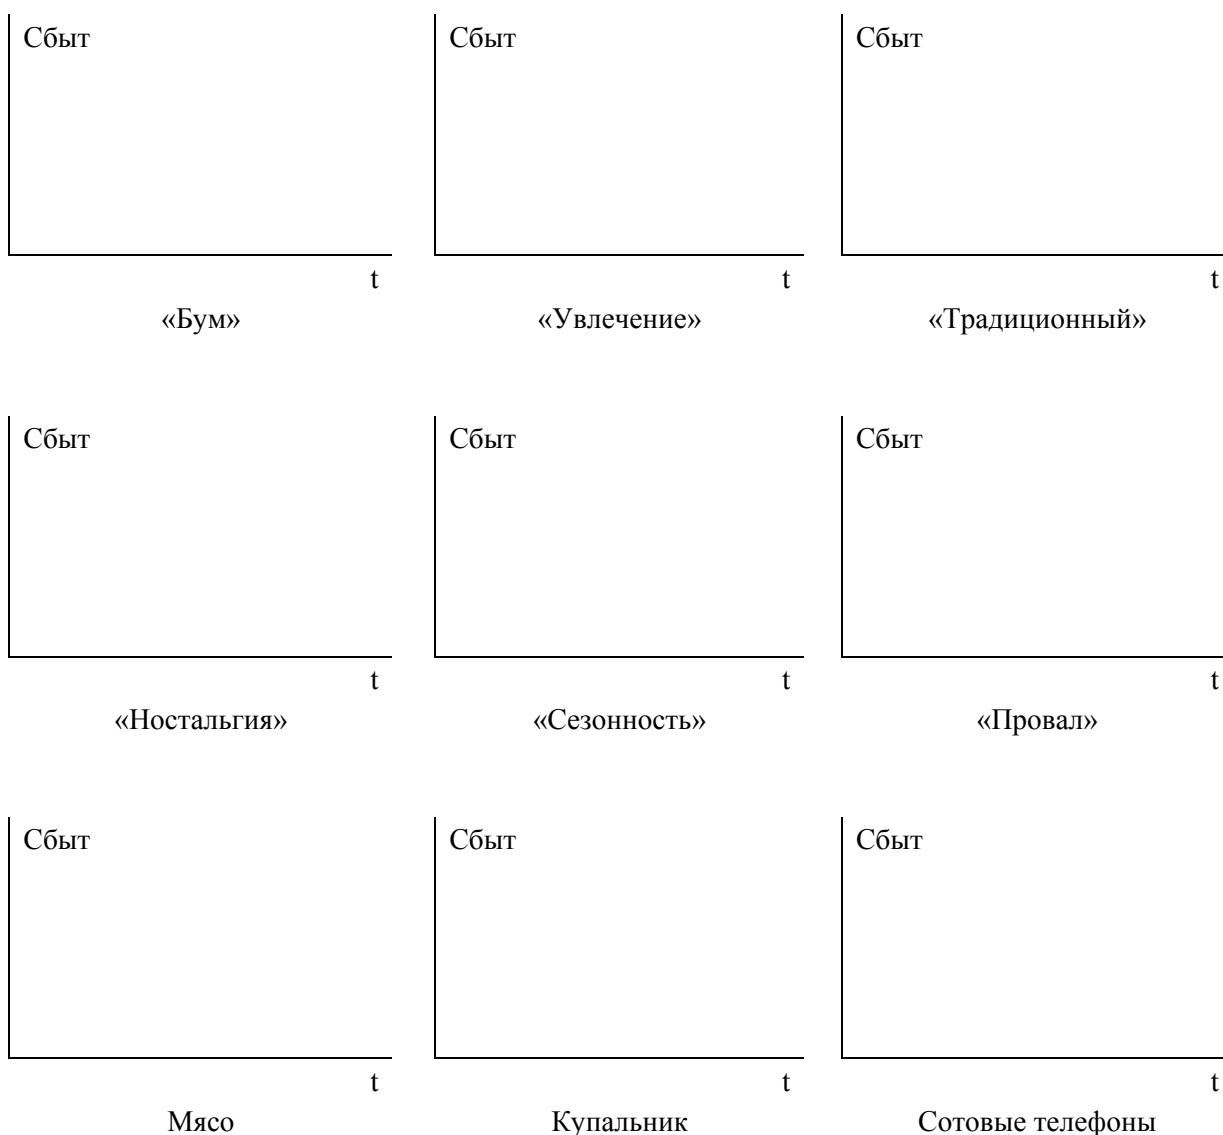 Сбыт Сбыт Сбыт
t t t
«Бум» «Увлечение» «Традиционный»
Сбыт Сбыт Сбыт
t t t
«Ностальгия» «Сезонность» «Провал»
Сбыт Сбыт Сбыт
t t t
Мясо Купальник Сотовые телефоны